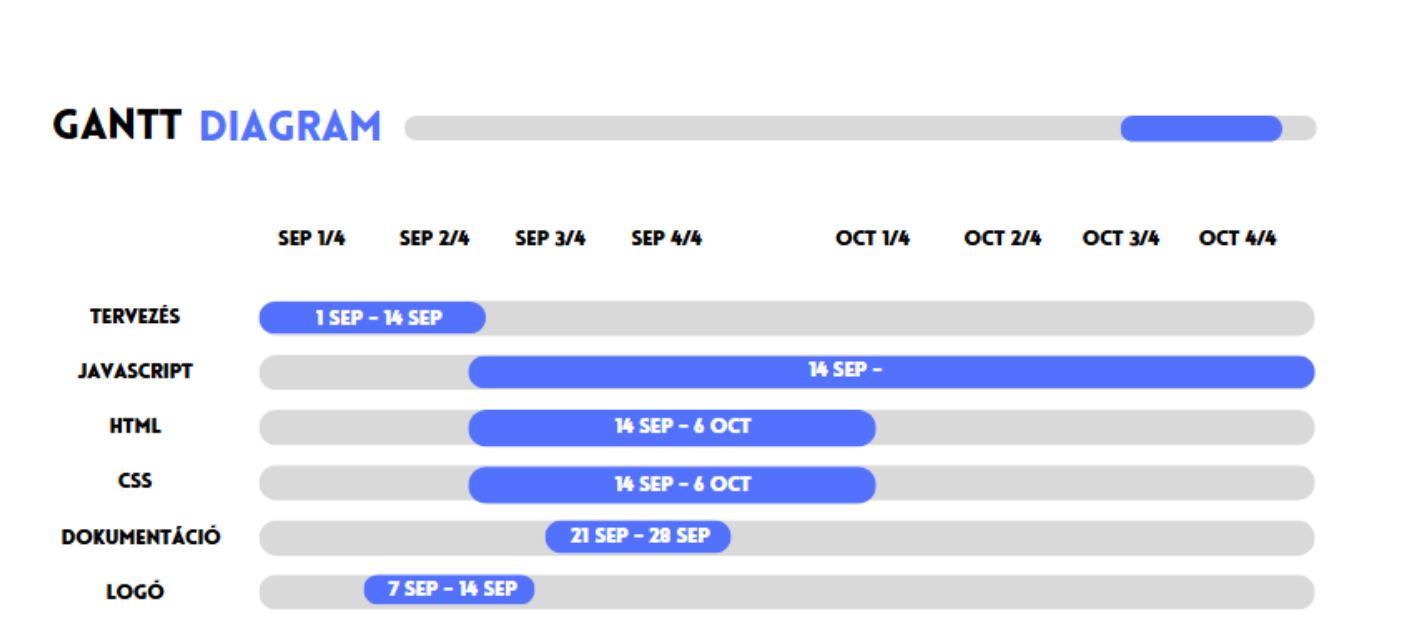 GANTT DIAGRAM
SEP 1/4 SEP 2/4 SEP 3/4 SEP 4/4 OCT 1/4 OCT 2/4 OCT 3/4 OCT 4/4
TERVEZÉS 1 SEP - 14 SEP
JAVASCRIPT 14 SEP -
HTML 14 SEP - 6 OCT
CSS 14 SEP - 6 OCT
DOKUMENTÁCIÓ 21 SEP - 28 SEP
LOGÓ 7 SEP - 14 SEP